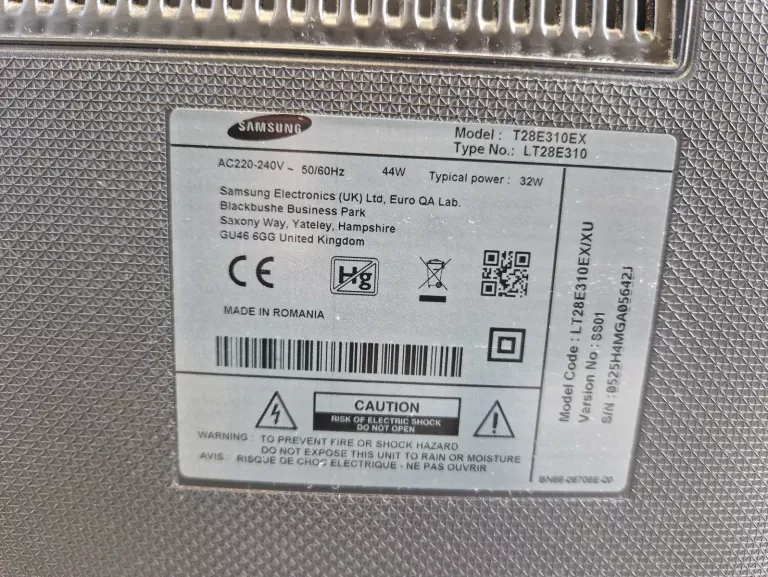 SAMSUNG
Model : T28E310EX
Type No.: LT28E310
AC220-240V ~ 50/60Hz 44W Typical power : 32W
Samsung Electronics (UK) Ltd, Euro QA Lab.
Blackbushe Business Park
Saxony Way, Yateley, Hampshire
GU46 6GG United Kingdom
CE
Hg
MADE IN ROMANIA
CAUTION
RISK OF ELECTRIC SHOCK
DO NOT OPEN
WARNING : TO PREVENT FIRE OR SHOCK HAZARD
DO NOT EXPOSE THIS UNIT TO RAIN OR MOISTURE
AVIS : RISQUE DE CHOC ELECTRIQUE - NE PAS OUVRIR
Model Code : LT28E310EX/XU
Varsion No : SS01
S/N : 0525H4MGA05642J